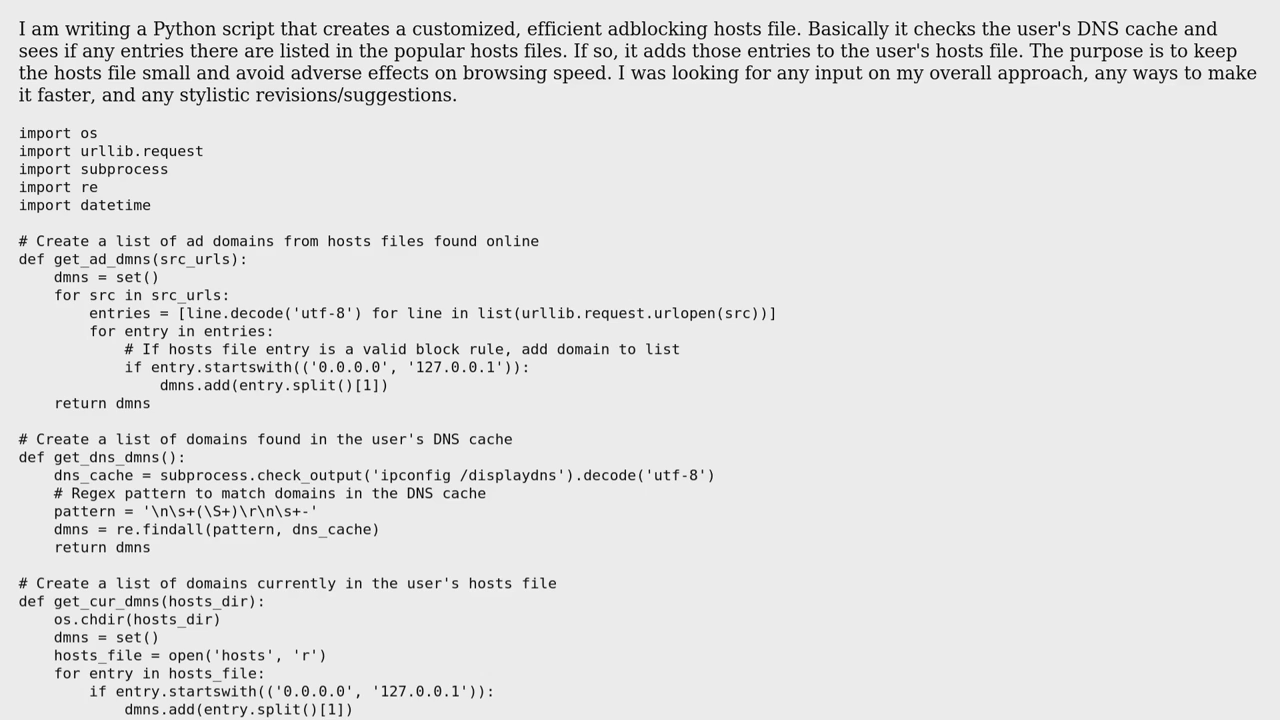 I am writing a Python script that creates a customized, efficient adblocking hosts file. Basically it checks the user's DNS cache and
sees if any entries there are listed in the popular hosts files. If so, it adds those entries to the user's hosts file. The purpose is to keep
the hosts file small and avoid adverse effects on browsing speed. I was looking for any input on my overall approach, any ways to make
it faster, and any stylistic revisions/suggestions.

import os
import urllib.request
import subprocess
import re
import datetime

# Create a list of ad domains from hosts files found online
def get_ad_dmns(src_urls):
    dmns = set()
    for src in src_urls:
        entries = [line.decode('utf-8') for line in list(urllib.request.urlopen(src))]
        for entry in entries:
            # If hosts file entry is a valid block rule, add domain to list
            if entry.startswith(('0.0.0.0', '127.0.0.1')):
                dmns.add(entry.split()[1])
    return dmns

# Create a list of domains found in the user's DNS cache
def get_dns_dmns():
    dns_cache = subprocess.check_output('ipconfig /displaydns').decode('utf-8')
    # Regex pattern to match domains in the DNS cache
    pattern = '\n\s+(\S+)\r\n\s+-'
    dmns = re.findall(pattern, dns_cache)
    return dmns

# Create a list of domains currently in the user's hosts file
def get_cur_dmns(hosts_dir):
    os.chdir(hosts_dir)
    dmns = set()
    hosts_file = open('hosts', 'r')
    for entry in hosts_file:
        if entry.startswith(('0.0.0.0', '127.0.0.1')):
            dmns.add(entry.split()[1])